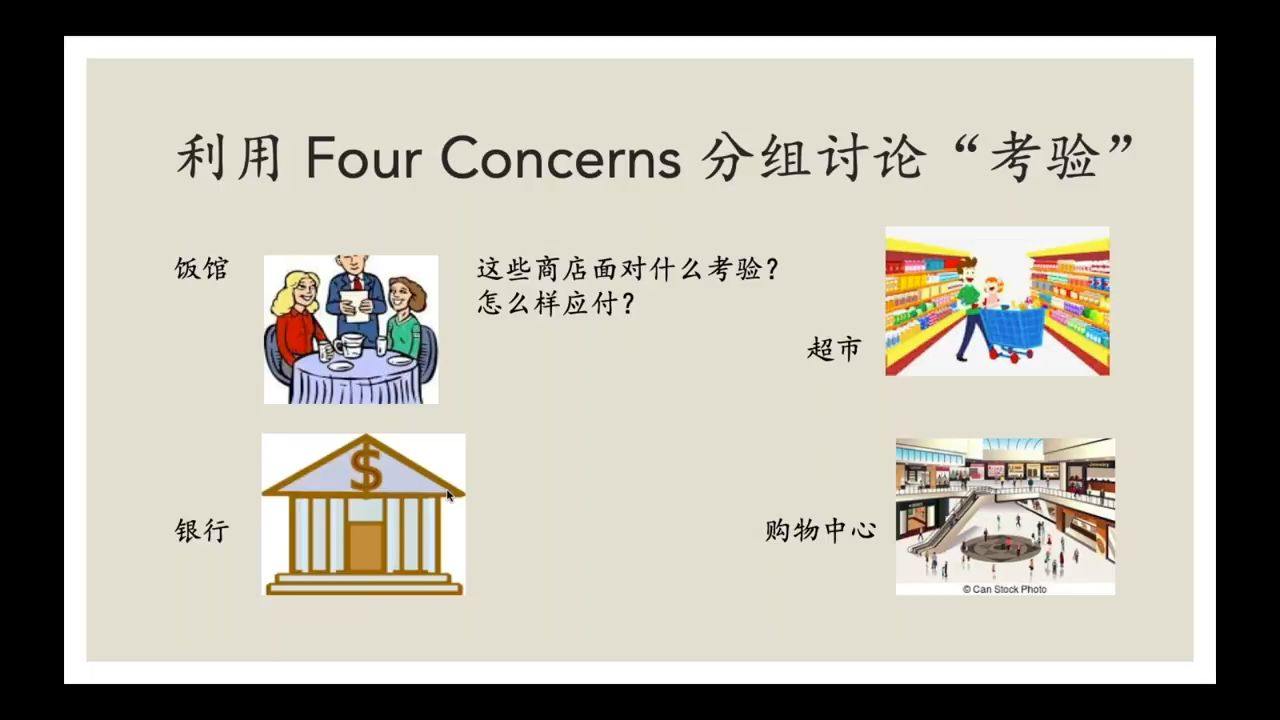 利用 Four Concerns 分组讨论“考验”
饭馆
这些商店面对什么考验？
怎么样应付？
超市
$
银行
购物中心
© Can Stock Photo